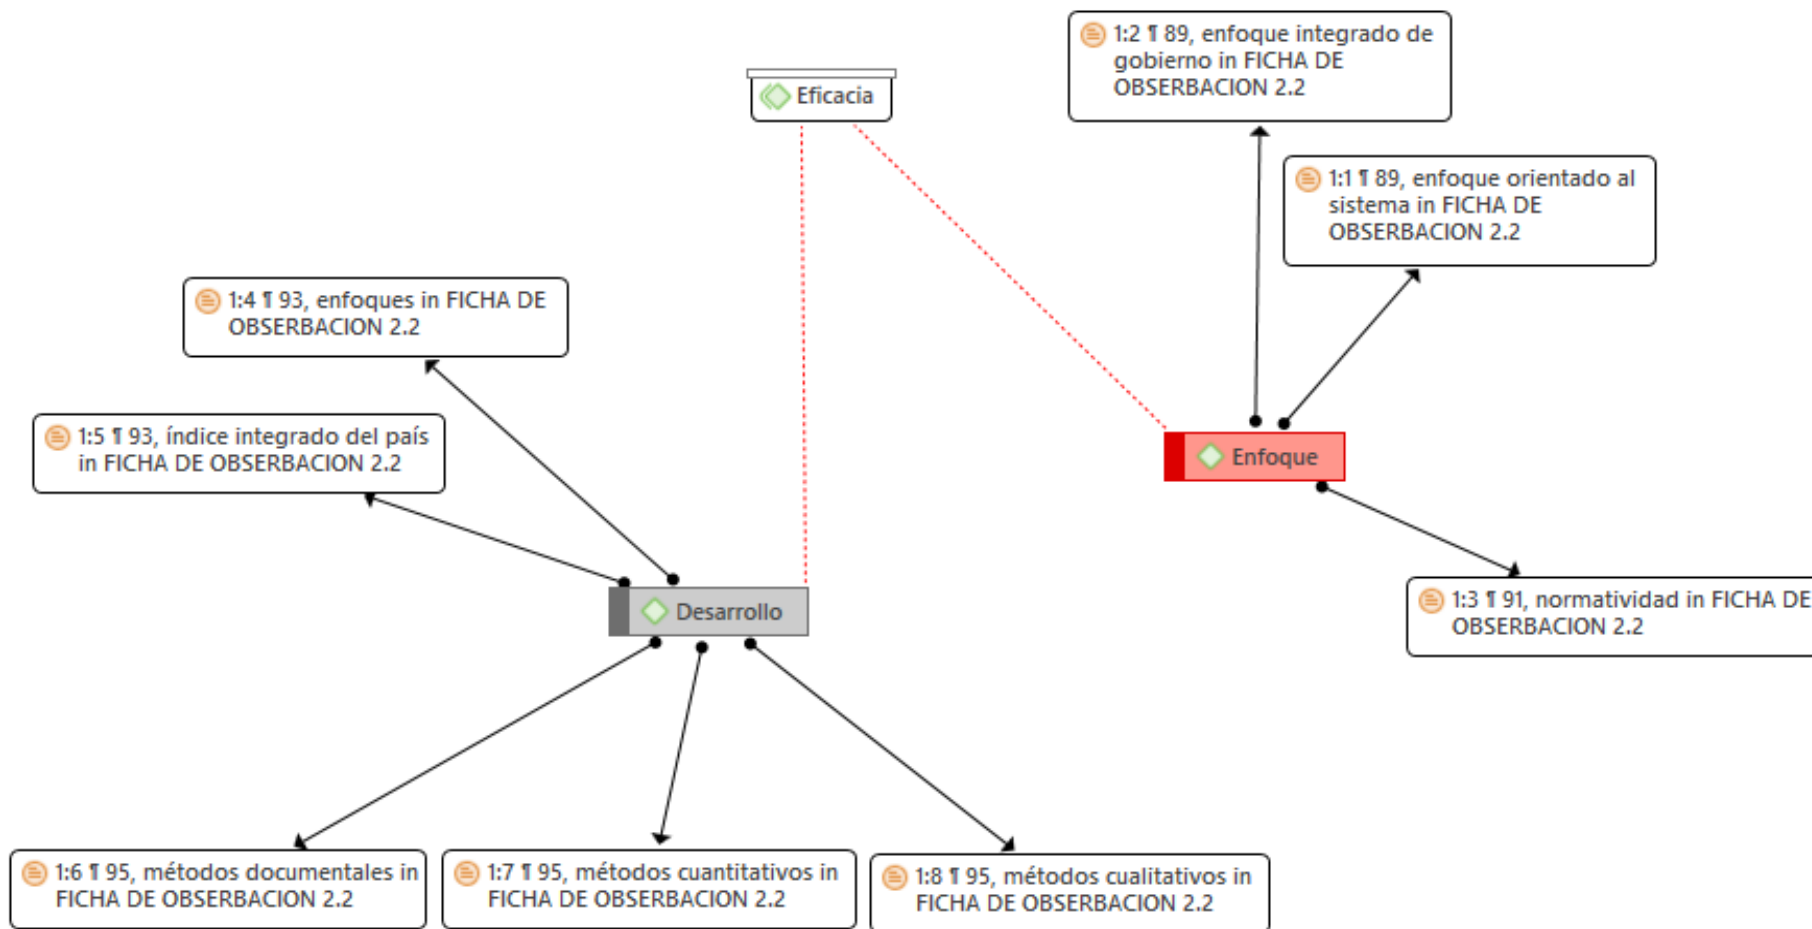 1:2 ¶ 89, enfoque integrado de
gobierno in FICHA DE
OBSERBACION 2.2
Eficacia
1:1 ¶ 89, enfoque orientado al
sistema in FICHA DE
OBSERBACION 2.2
1:4 ¶ 93, enfoques in FICHA DE
OBSERBACION 2.2
1:5 ¶ 93, índice integrado del país
in FICHA DE OBSERBACION 2.2
Enfoque
Desarrollo
1:3 ¶ 91, normatividad in FICHA DE
OBSERBACION 2.2
1:6 ¶ 95, métodos documentales in
FICHA DE OBSERBACION 2.2
1:7 ¶ 95, métodos cuantitativos in
FICHA DE OBSERBACION 2.2
1:8 ¶ 95, métodos cualitativos in
FICHA DE OBSERBACION 2.2